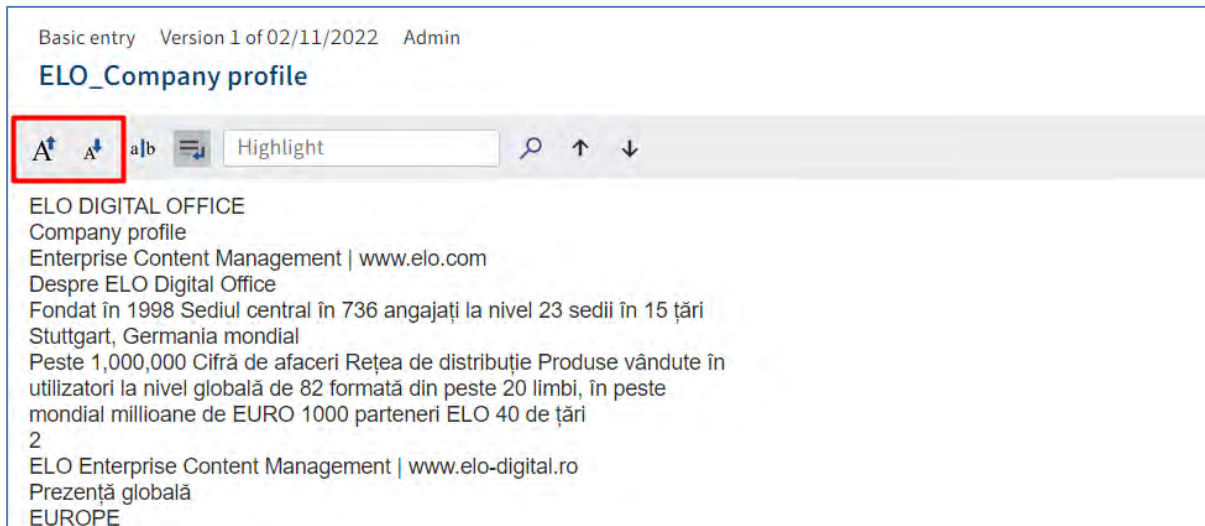 Basic entry Version 1 of 02/11/2022 Admin
ELO_Company profile
A A a|b Highlight
ELO DIGITAL OFFICE
Company profile
Enterprise Content Management | www.elo.com
Despre ELO Digital Office
Fondat în 1998 Sediul central în 736 angajați la nivel 23 sedii în 15 țări
Stuttgart, Germania mondial
Peste 1,000,000 Cifră de afaceri Rețea de distribuție Produse vândute în
utilizatori la nivel globală de 82 formată din peste 20 limbi, în peste
mondial millioane de EURO 1000 parteneri ELO 40 de țări
2
ELO Enterprise Content Management | www.elo-digital.ro
Prezență globală
EUROPE